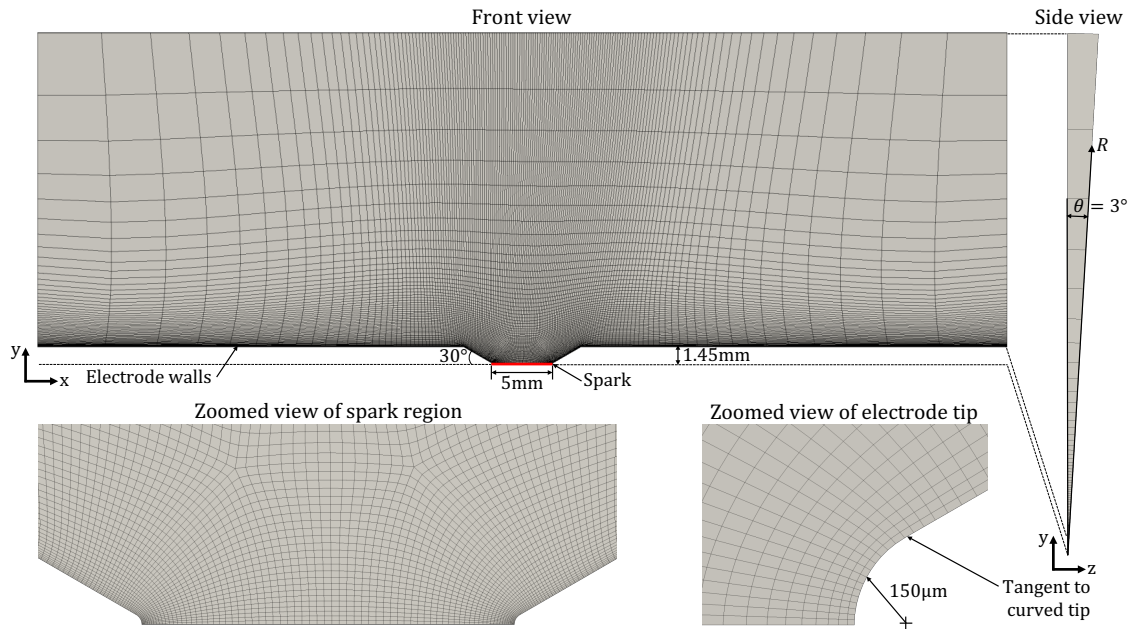 Front view
Side view
R
θ = 3°
y
x
30°
Electrode walls
5mm
Spark
1.45mm
Zoomed view of spark region
Zoomed view of electrode tip
150μm
Tangent to
curved tip
y
z